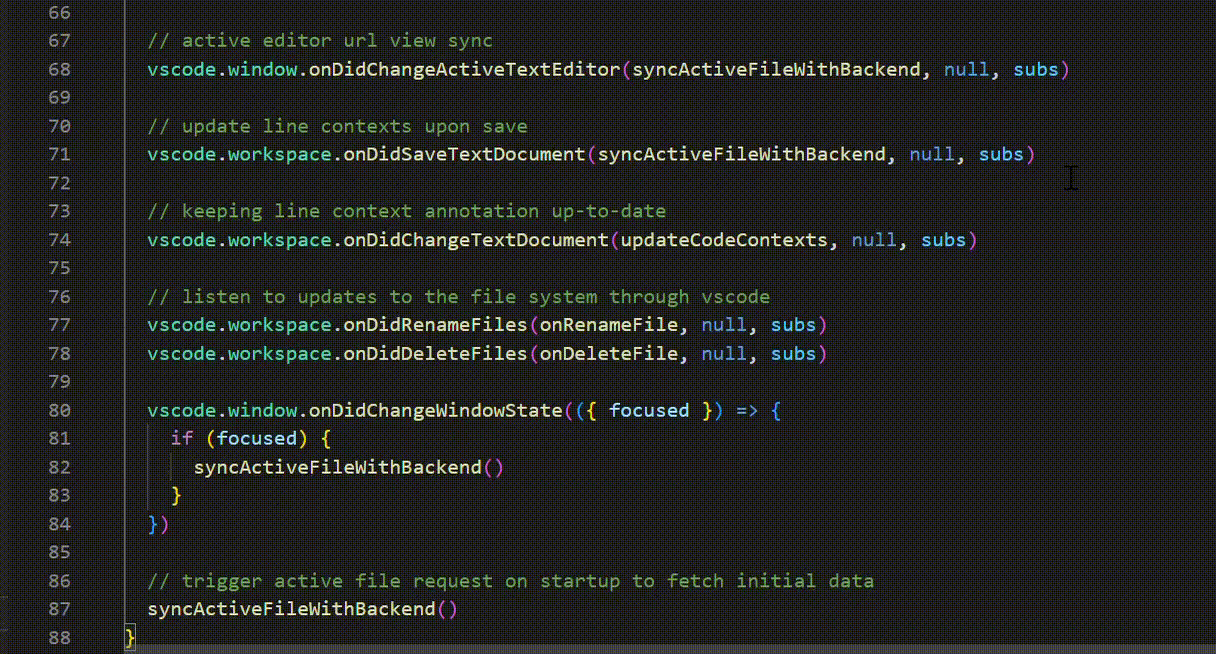 66
67 // active editor url view sync
68 vscode.window.onDidChangeActiveTextEditor(syncActiveFileWithBackend, null, subs)
69
70 // update line contexts upon save
71 vscode.workspace.onDidSaveTextDocument(syncActiveFileWithBackend, null, subs)
72
73 // keeping line context annotation up-to-date
74 vscode.workspace.onDidChangeTextDocument(updateCodeContexts, null, subs)
75
76 // listen to updates to the file system through vscode
77 vscode.workspace.onDidRenameFiles(onRenameFile, null, subs)
78 vscode.workspace.onDidDeleteFiles(onDeleteFile, null, subs)
79
80 vscode.window.onDidChangeWindowState(({ focused }) => {
81 if (focused) {
82 syncActiveFileWithBackend()
83 }
84 })
85
86 // trigger active file request on startup to fetch initial data
87 syncActiveFileWithBackend()
88 }